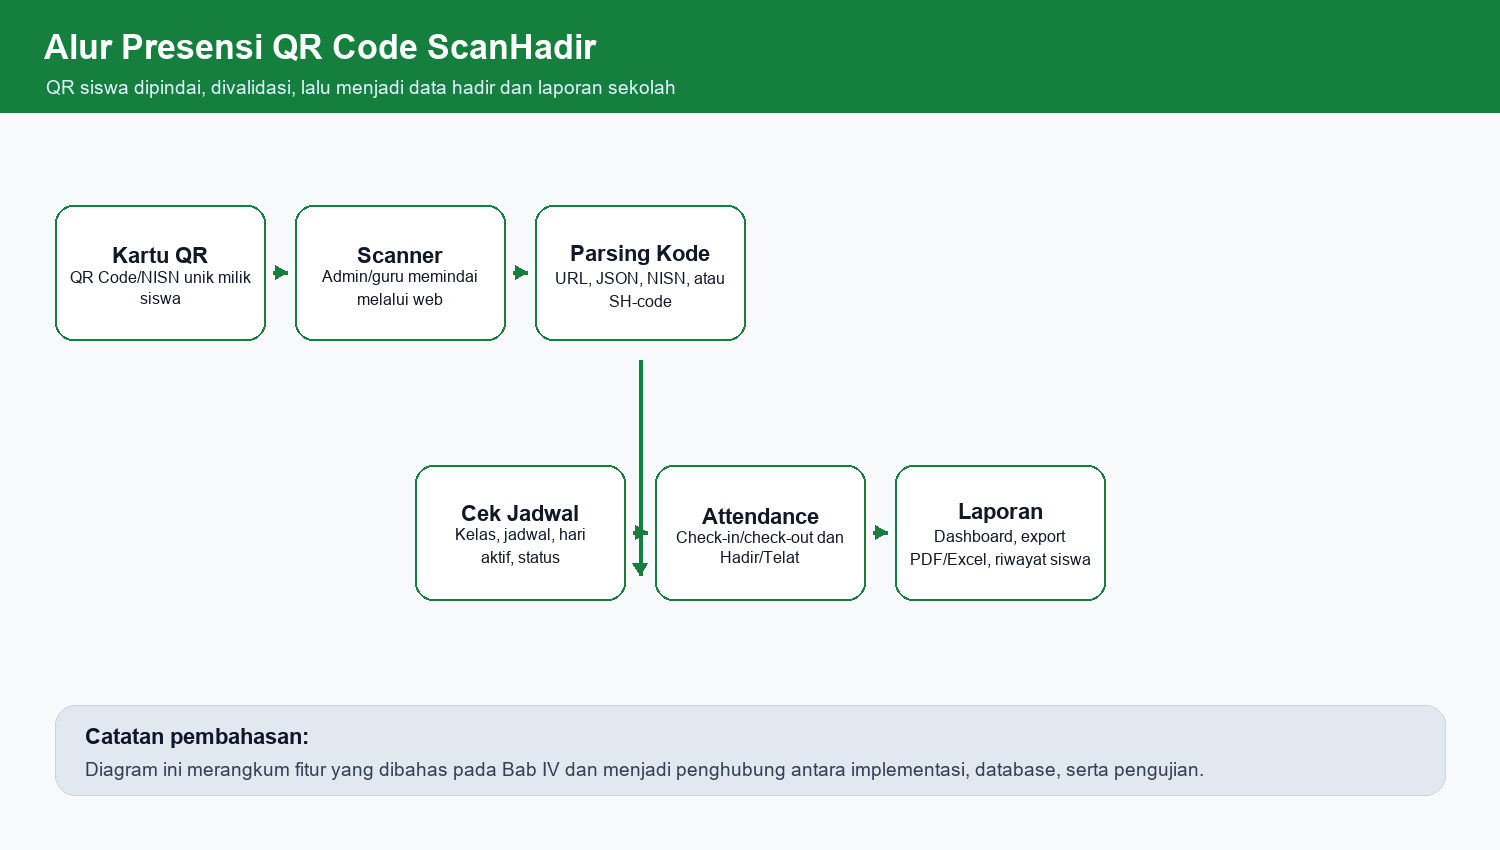 Alur Presensi QR Code ScanHadir
QR siswa dipindai, divalidasi, lalu menjadi data hadir dan laporan sekolah
Kartu QR
QR Code/NISN unik milik
siswa
Scanner
Admin/guru memindai
melalui web
Parsing Kode
URL, JSON, NISN, atau
SH-code
Cek Jadwal
Kelas, jadwal, hari
aktif, status
Attendance
Check-in/check-out dan
Hadir/Telat
Laporan
Dashboard, export
PDF/Excel, riwayat siswa
Catatan pembahasan:
Diagram ini merangkum fitur yang dibahas pada Bab IV dan menjadi penghubung antara implementasi, database, serta pengujian.